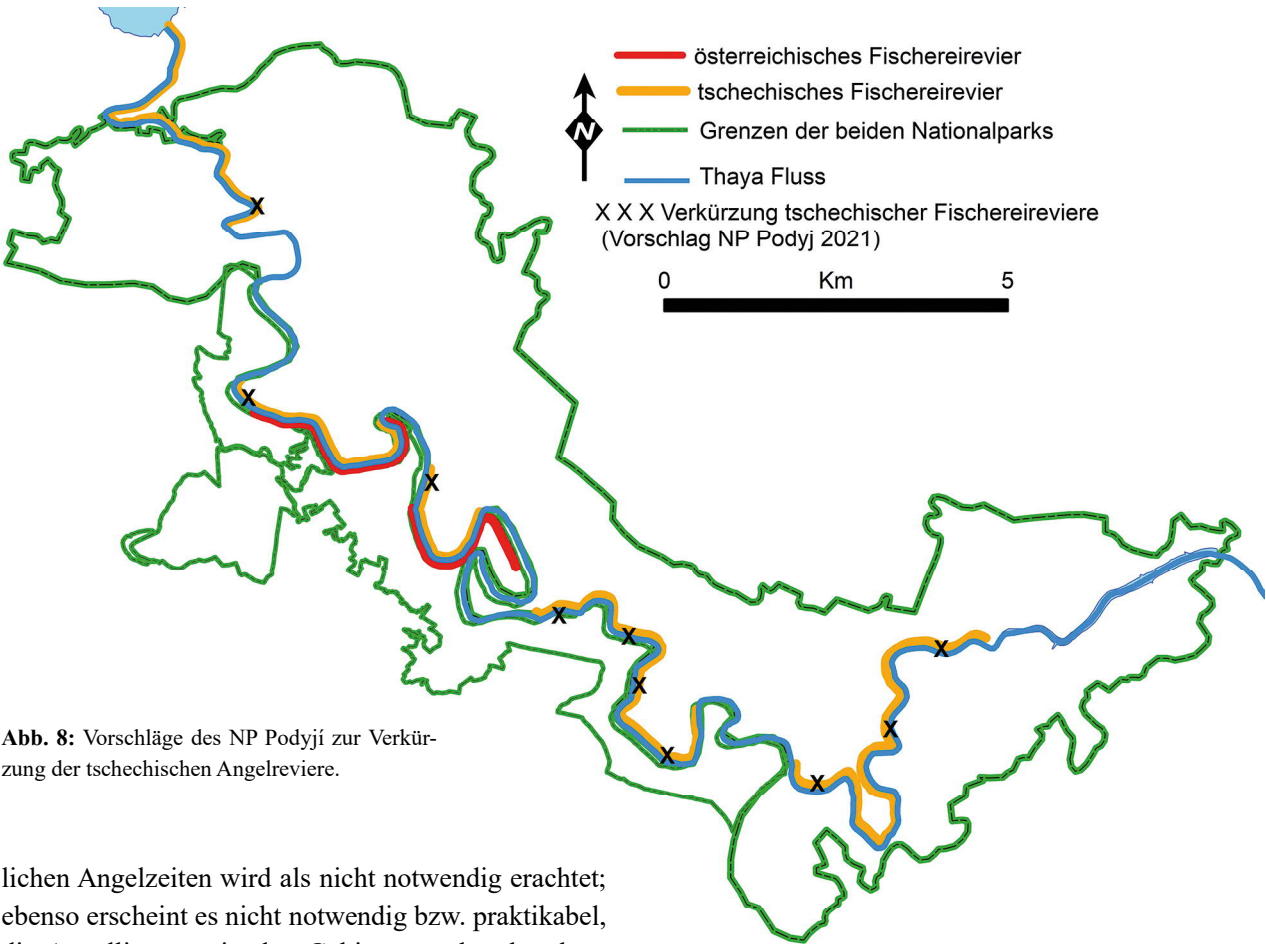 österreichisches Fischereirevier
tschechisches Fischereirevier
N
Grenzen der beiden Nationalparks
Thaya Fluss
X X X Verkürzung tschechischer Fischereireviere
(Vorschlag NP Podyj 2021)
0 Km 5
X
X
X
X
X
X
X
X
X
X
Abb. 8: Vorschläge des NP Podyjí zur Verkür-
zung der tschechischen Angelreviere.
lichen Angelzeiten wird als nicht notwendig erachtet;
ebenso erscheint es nicht notwendig bzw. praktikabel,